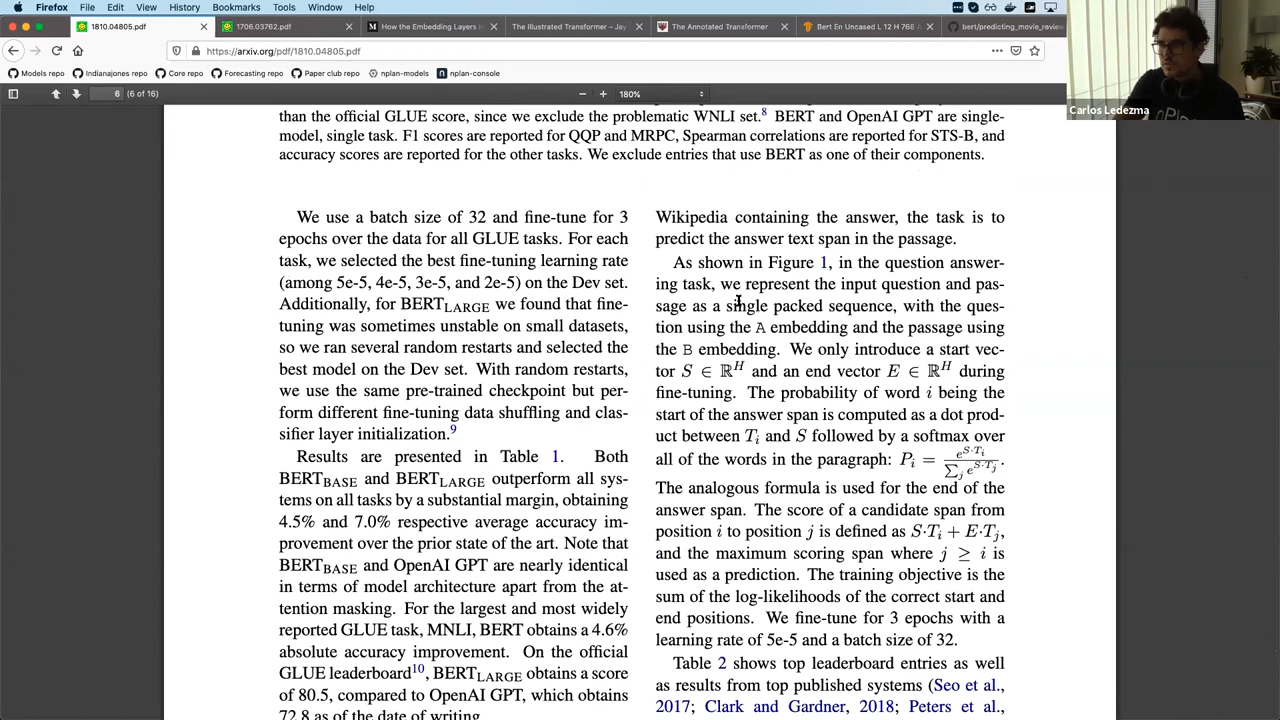 Firefox File Edit View History Bookmarks Tools Window Help
1810.04805.pdf
1706.03762.pdf
How the Embedding Layers i
The Illustrated Transformer – Jay
The Annotated Transformer
Bert En Uncased L 12 H 768 A
bert/predicting_movie_review
https://arxiv.org/pdf/1810.04805.pdf
Models repo Indianajones repo Core repo Forecasting repo Paper club repo nplan-models nplan-console
6 (6 of 16) 180%
Carlos Ledezma
than the official GLUE score, since we exclude the problematic WNLI set.8 BERT and OpenAI GPT are single-
model, single task. F1 scores are reported for QQP and MRPC, Spearman correlations are reported for STS-B, and
accuracy scores are reported for the other tasks. We exclude entries that use BERT as one of their components.
We use a batch size of 32 and fine-tune for 3
epochs over the data for all GLUE tasks. For each
task, we selected the best fine-tuning learning rate
(among 5e-5, 4e-5, 3e-5, and 2e-5) on the Dev set.
Additionally, for BERTLARGE we found that fine-
tuning was sometimes unstable on small datasets,
so we ran several random restarts and selected the
best model on the Dev set. With random restarts,
we use the same pre-trained checkpoint but per-
form different fine-tuning data shuffling and clas-
sifier layer initialization.9
Results are presented in Table 1. Both
BERTBASE and BERTLARGE outperform all sys-
tems on all tasks by a substantial margin, obtaining
4.5% and 7.0% respective average accuracy im-
provement over the prior state of the art. Note that
BERTBASE and OpenAI GPT are nearly identical
in terms of model architecture apart from the at-
tention masking. For the largest and most widely
reported GLUE task, MNLI, BERT obtains a 4.6%
absolute accuracy improvement. On the official
GLUE leaderboard10, BERTLARGE obtains a score
of 80.5, compared to OpenAI GPT, which obtains
72.8 as of the date of writing.
Wikipedia containing the answer, the task is to
predict the answer text span in the passage.
As shown in Figure 1, in the question answer-
ing task, we represent the input question and pas-
sage as a single packed sequence, with the ques-
tion using the A embedding and the passage using
the B embedding. We only introduce a start vec-
tor S ∈ ℝ^H and an end vector E ∈ ℝ^H during
fine-tuning. The probability of word i being the
start of the answer span is computed as a dot prod-
uct between T_i and S followed by a softmax over
all of the words in the paragraph: P_i = e^{S·T_i} / ∑_j e^{S·T_j}.
The analogous formula is used for the end of the
answer span. The score of a candidate span from
position i to position j is defined as S·T_i + E·T_j,
and the maximum scoring span where j ≥ i is
used as a prediction. The training objective is the
sum of the log-likelihoods of the correct start and
end positions. We fine-tune for 3 epochs with a
learning rate of 5e-5 and a batch size of 32.
Table 2 shows top leaderboard entries as well
as results from top published systems (Seo et al.,
2017; Clark and Gardner, 2018; Peters et al.,